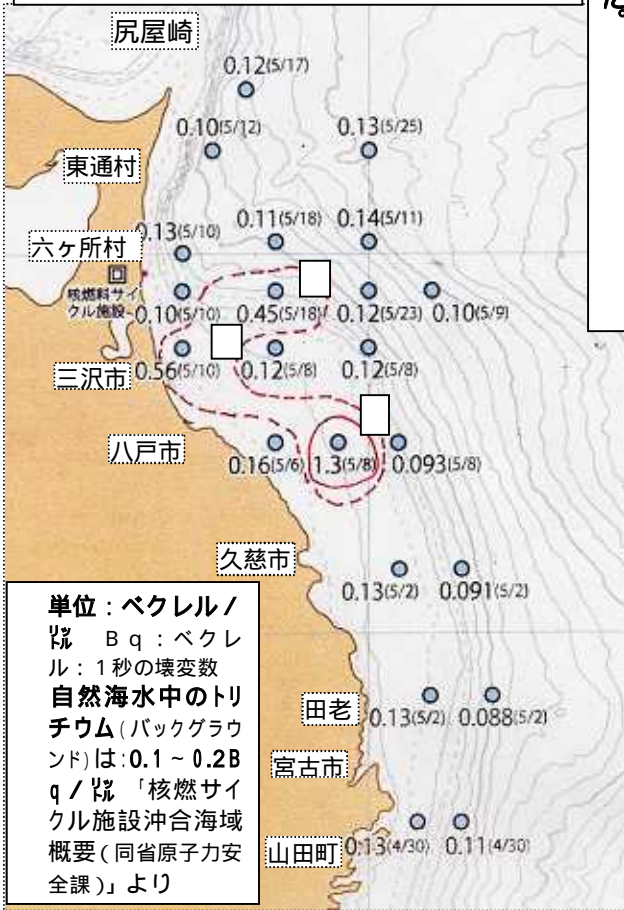 尻屋崎
0.12(5/17)
0.10(5/12)
0.13(5/25)
東通村
0.11(5/18)
0.14(5/11)
0.13(5/10)
六ヶ所村
核燃料サイ
クル施設
0.10(5/10)
0.45(5/18)
0.12(5/23)
0.10(5/9)
三沢市
0.56(5/10)
0.12(5/8)
0.12(5/8)
八戸市
0.16(5/6)
1.3(5/8)
0.093(5/8)
久慈市
0.13(5/2)
0.091(5/2)
単位：ベクレル/
㍑ Bq：ベクレ
ル：1秒の壊変数
自然海水中のトリ
チウム(バックグラウ
ンド)は:0.1～0.2B
q/㍑ 「核燃サイ
クル施設沖合海域
概要(同省原子力安
全課)」より
田老
0.13(5/2)
0.088(5/2)
宮古市
山田町
0.13(4/30)
0.11(4/30)